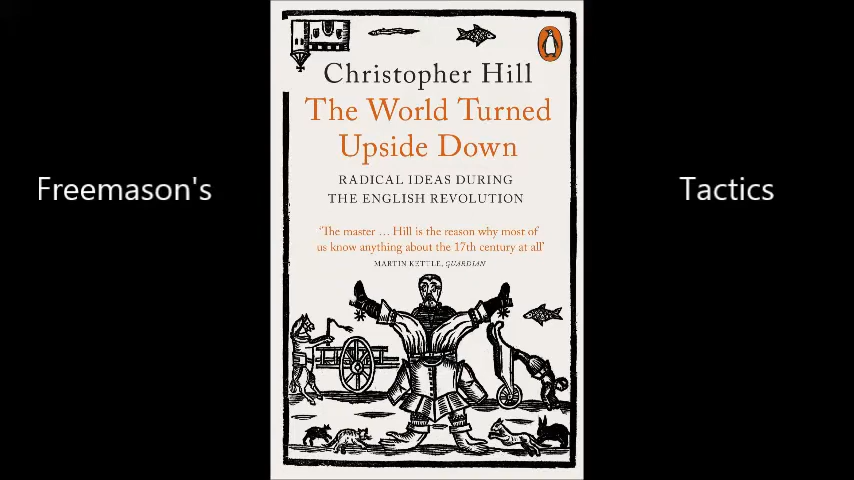 Christopher Hill
The World Turned
Upside Down
Freemason's
Tactics
RADICAL IDEAS DURING
THE ENGLISH REVOLUTION
‘The master ... Hill is the reason why most of
us know anything about the 17th century at all’
MARTIN KETTLE, GUARDIAN